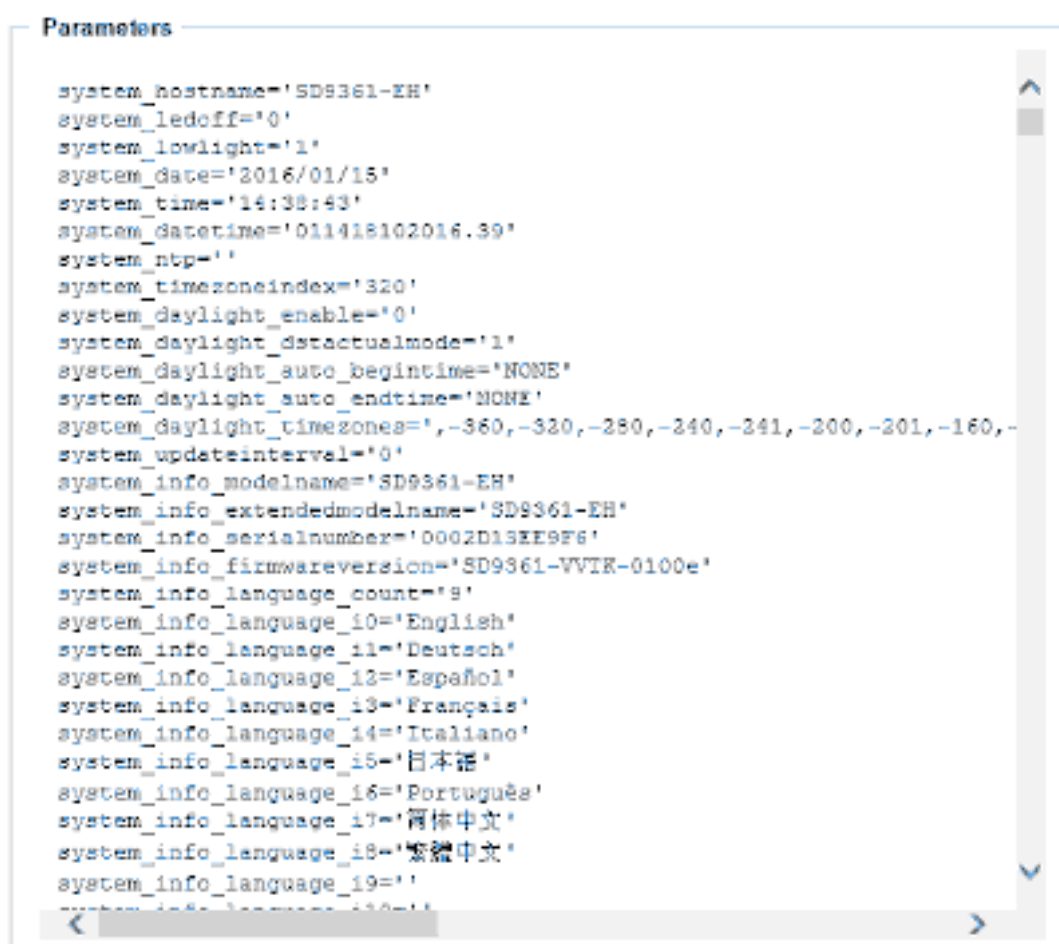 Parameters
system_hostname='SD9361-EH'
system_ledoff='0'
system_lowlight='1'
system_date='2016/01/15'
system_time='14:38:43'
system_datetime='011418102016.39'
system_ntp=''
system_timezoneindex='320'
system_daylight_enable='0'
system_daylight_dstactualmode='1'
system_daylight_auto_begintime='NONE'
system_daylight_auto_endtime='NONE'
system_daylight_timezones=',-360,-320,-280,-240,-241,-200,-201,-160,-
system_updateinterval='0'
system_info_modelname='SD9361-EH'
system_info_extendedmodelname='SD9361-EH'
system_info_serialnumber='0002D13EE9F6'
system_info_firmwareversion='SD9361-VVTK-0100e'
system_info_language_count='9'
system_info_language_i0='English'
system_info_language_i1='Deutsch'
system_info_language_i2='Español'
system_info_language_i3='Français'
system_info_language_i4='Italiano'
system_info_language_i5='日本語'
system_info_language_i6='Português'
system_info_language_i7='简体中文'
system_info_language_i8='繁體中文'
system_info_language_i9=''